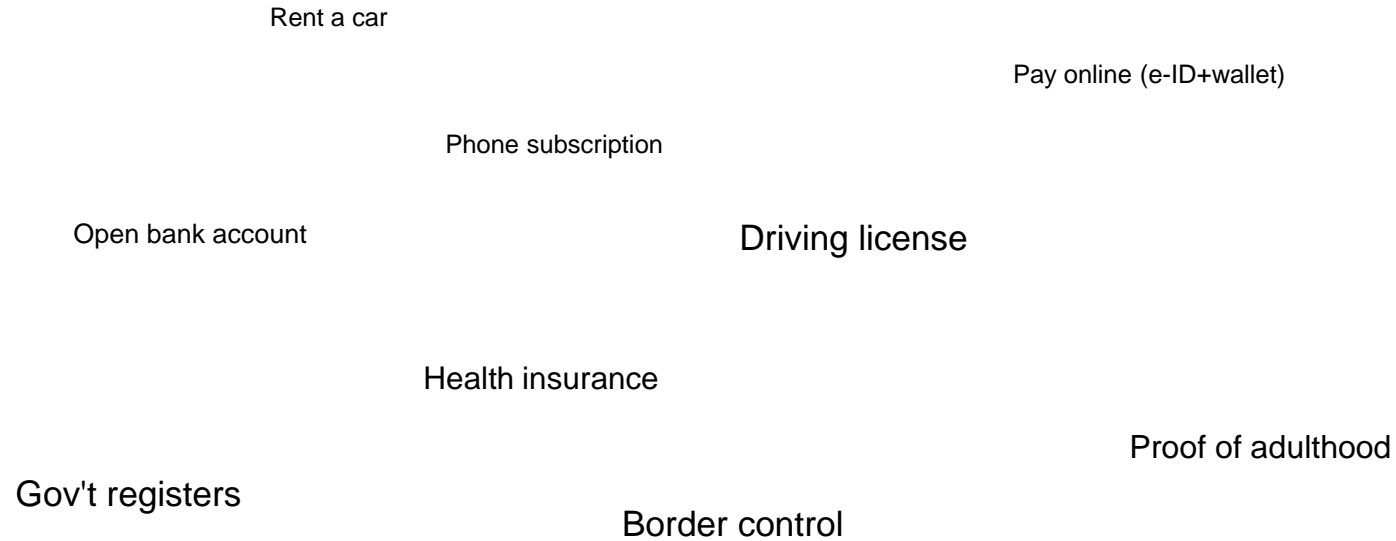 Rent a car
Pay online (e-ID+wallet)
Phone subscription
Open bank account
Driving license
Health insurance
Proof of adulthood
Gov't registers
Border control